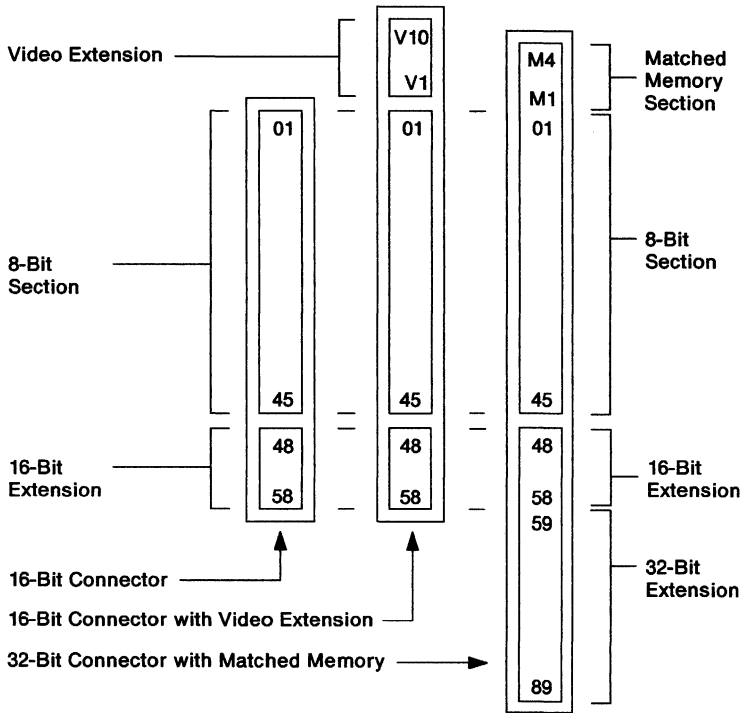 Video Extension
V10
V1
M4
M1
Matched
Memory
Section
01
01
01
8-Bit
Section
8-Bit
Section
45
45
45
48
48
48
16-Bit
Extension
16-Bit
Extension
58
58
58
59
16-Bit Connector
32-Bit
Extension
16-Bit Connector with Video Extension
32-Bit Connector with Matched Memory
89